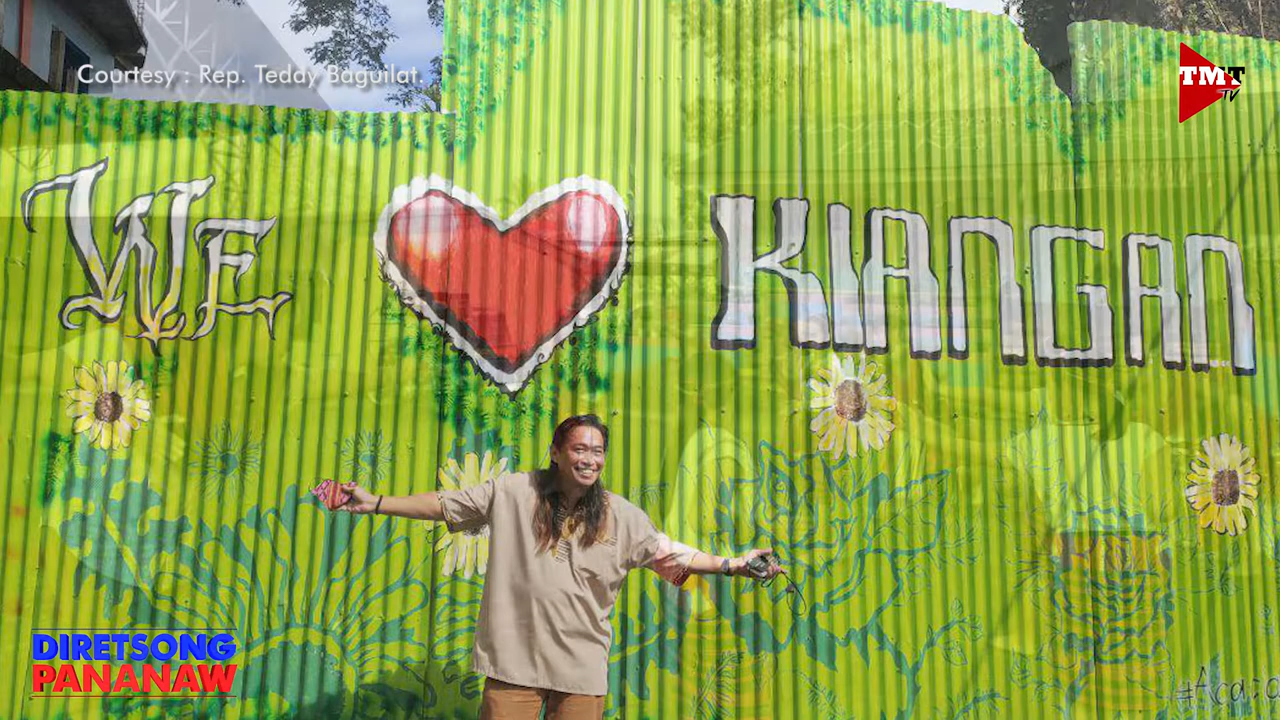 Courtesy : Rep. Teddy Baguilat.
TMT
TV
WE
KIANGAN
DIRETSONG
PANANAW